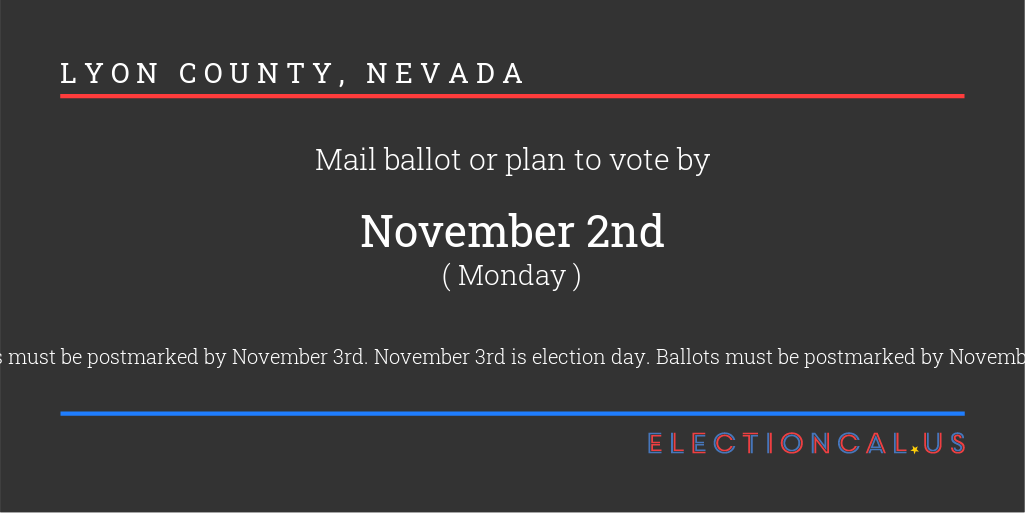 LYON COUNTY, NEVADA
Mail ballot or plan to vote by
November 2nd
( Monday )
must be postmarked by November 3rd. November 3rd is election day. Ballots must be postmarked by
ELECTIONCAL.US